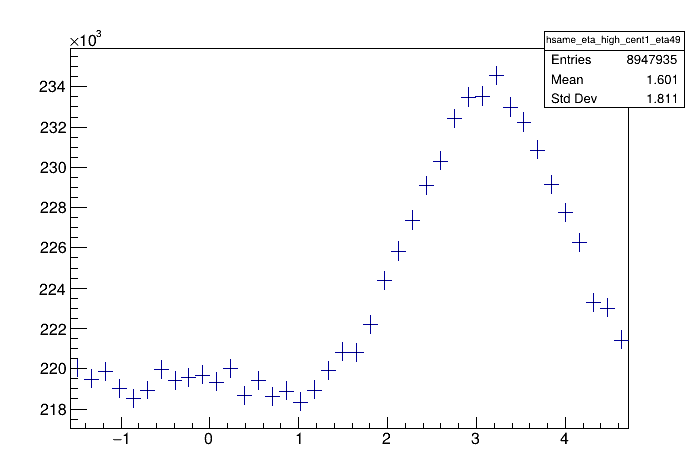 ×10³
hsame_eta_high_cent1_eta49
Entries 8947935
Mean 1.601
Std Dev 1.811
234
232
230
228
226
224
222
220
218
−1 0 1 2 3 4